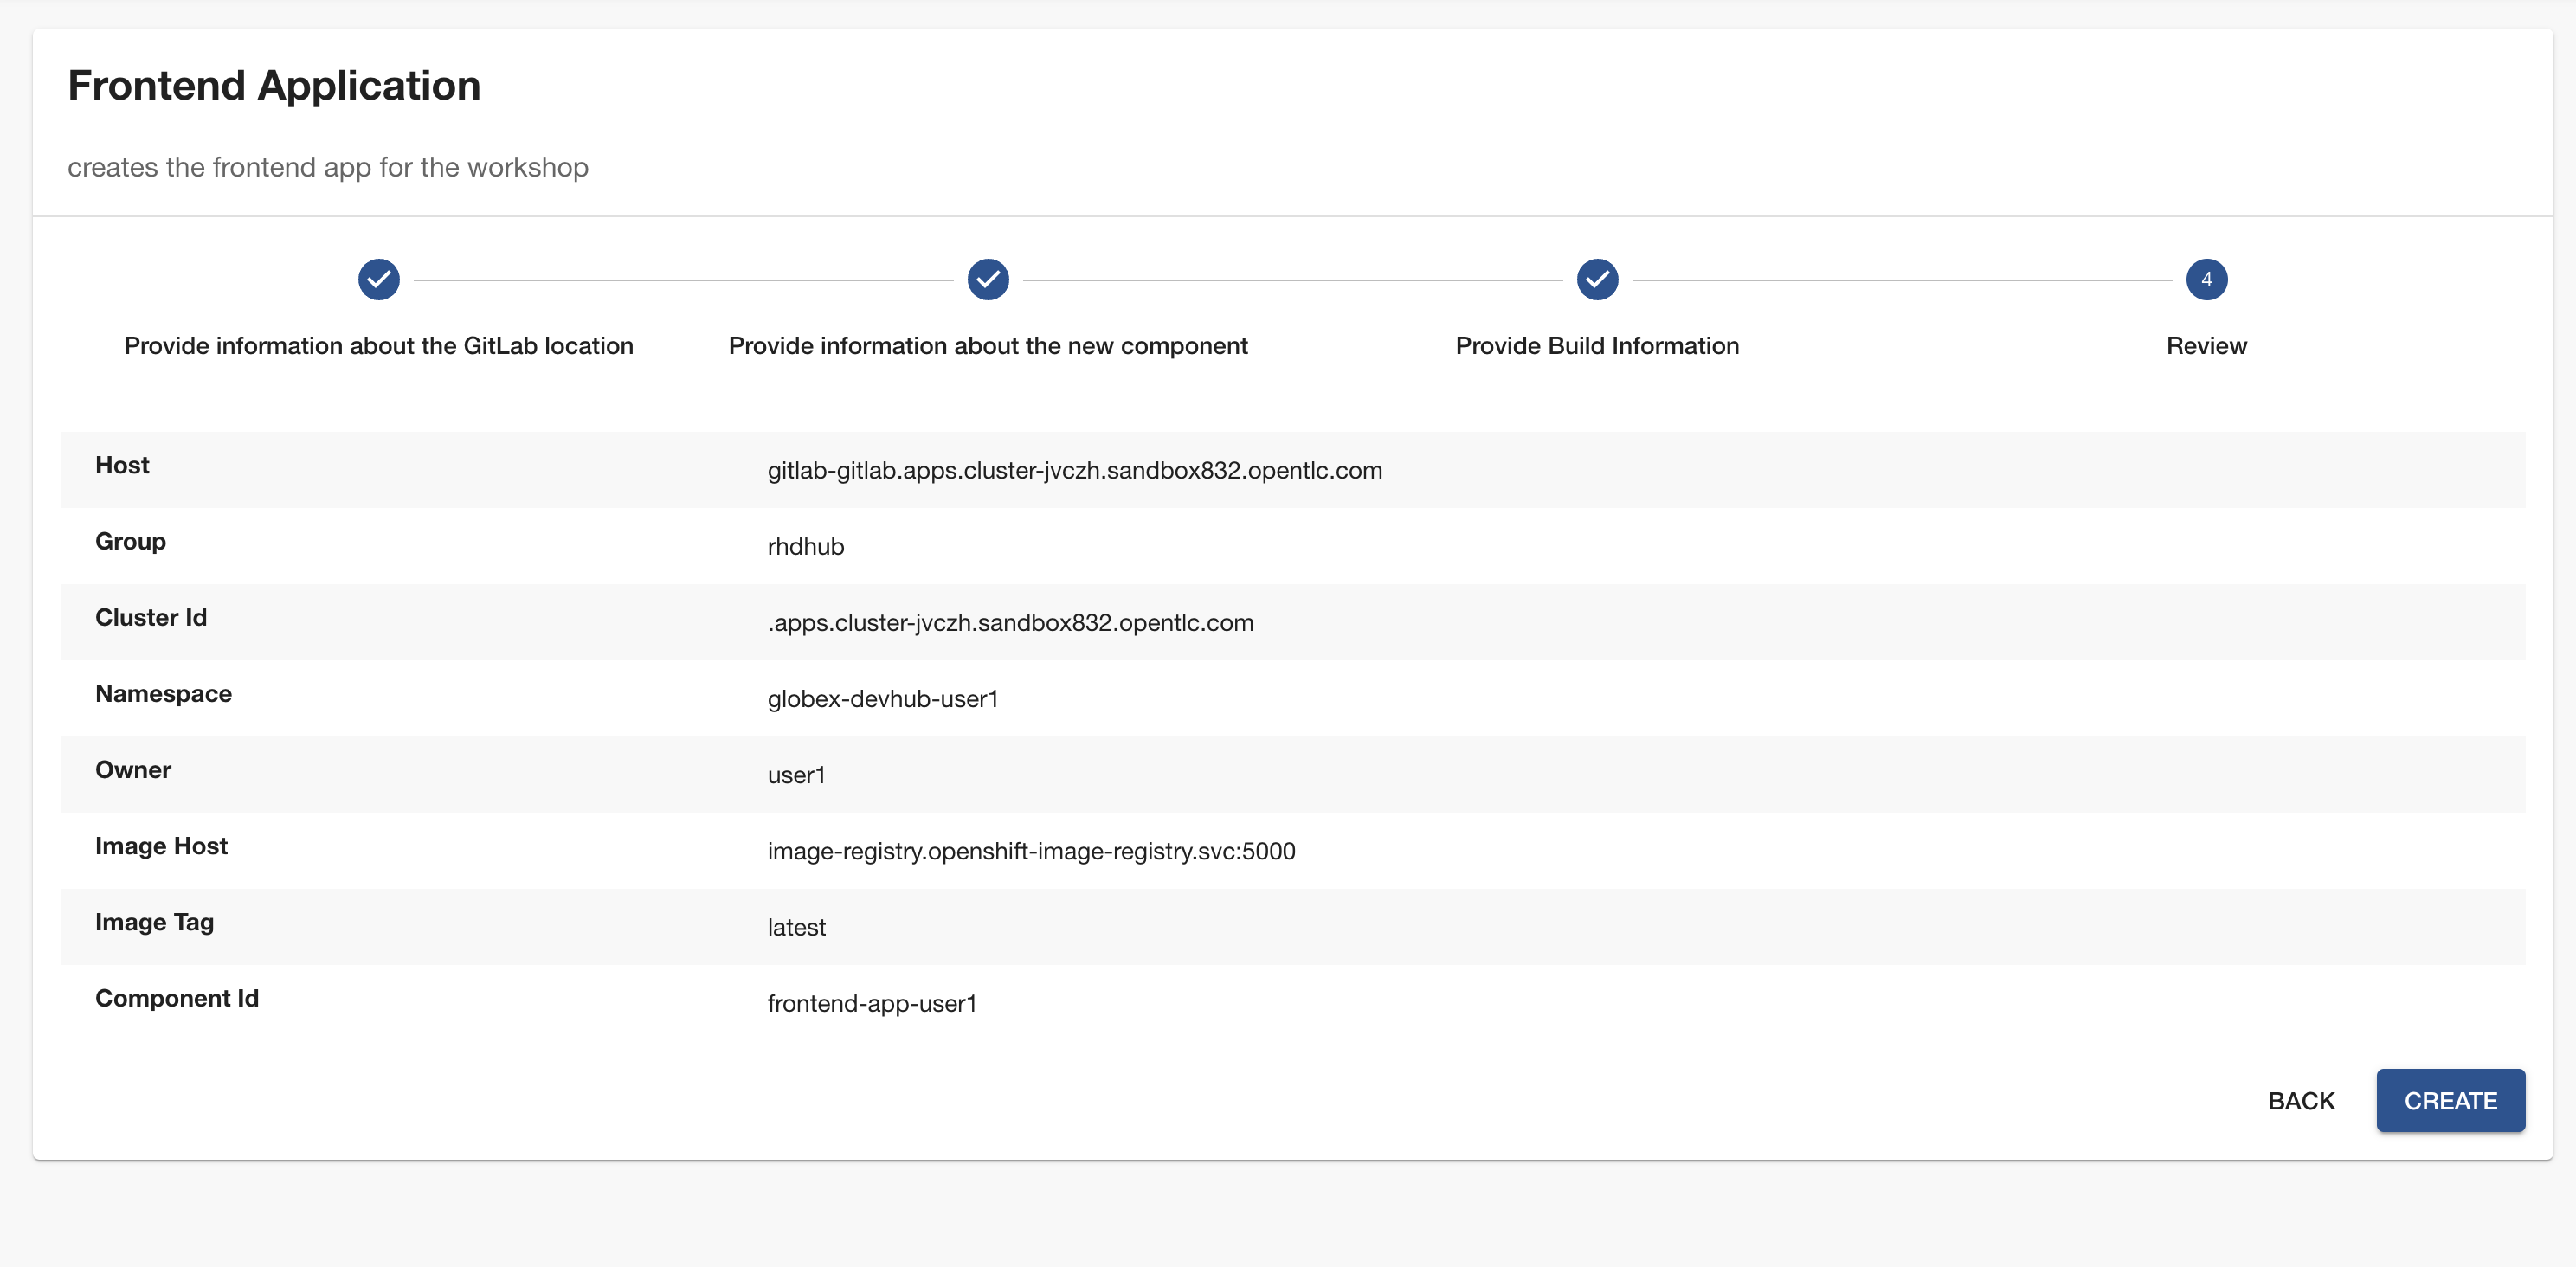 Frontend Application
creates the frontend app for the workshop
4
Provide information about the GitLab location
Provide information about the new component
Provide Build Information
Review
Host gitlab-gitlab.apps.cluster-jvczh.sandbox832.opentlc.com
Group rhdhub
Cluster Id .apps.cluster-jvczh.sandbox832.opentlc.com
Namespace globex-devhub-user1
Owner user1
Image Host image-registry.openshift-image-registry.svc:5000
Image Tag latest
Component Id frontend-app-user1
BACK CREATE